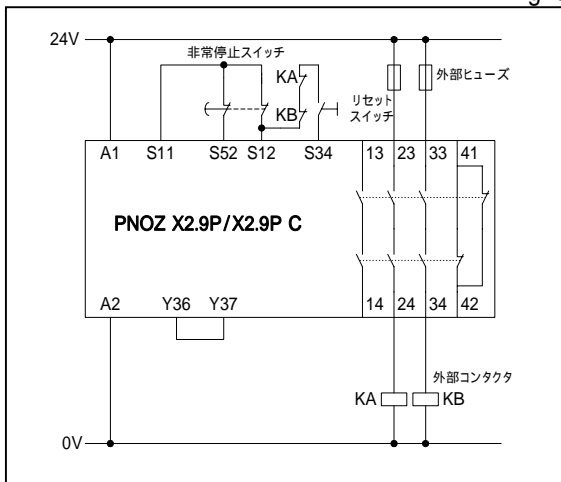 g
24V
非常停止スイッチ
KA
KB
リセット
スイッチ
外部ヒューズ
A1 S11 S52 S12 S34 13 23 33 41
PNOZ X2.9P/X2.9P C
A2 Y36 Y37 14 24 34 42
外部コンタクタ
KA KB
0V